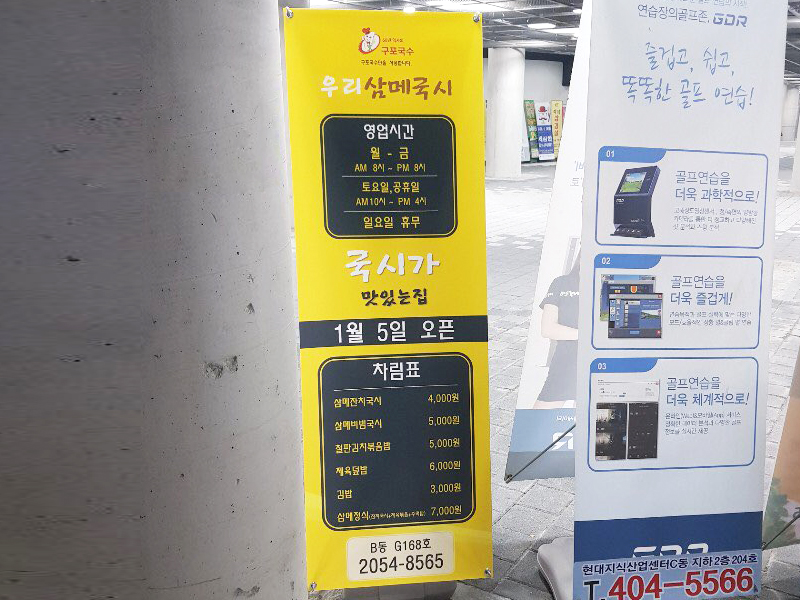 구포국수
우리삼메국시
영업시간
월 - 금
AM 8시 ~ PM 8시
토요일,공휴일
AM10시 ~ PM 4시
일요일 휴무
국시가
맛있는집
1월 5일 오픈
차림표
삼메잔치국시 4,000원
삼메비빔국시 5,000원
철판김치볶음밥 5,000원
제육덮밥 6,000원
김밥 3,000원
삼메정식 7,000원
B동 G168호
2054-8565
연습장의골프존, GDR
즐겁고, 쉽고,
똑똑한 골프 연습!
01
골프연습을
더욱 과학적으로!
02
골프연습을
더욱 즐겁게!
03
골프연습을
더욱 체계적으로!
GDR
현대지식산업센터C동 지하2층 204호
T.404-5566